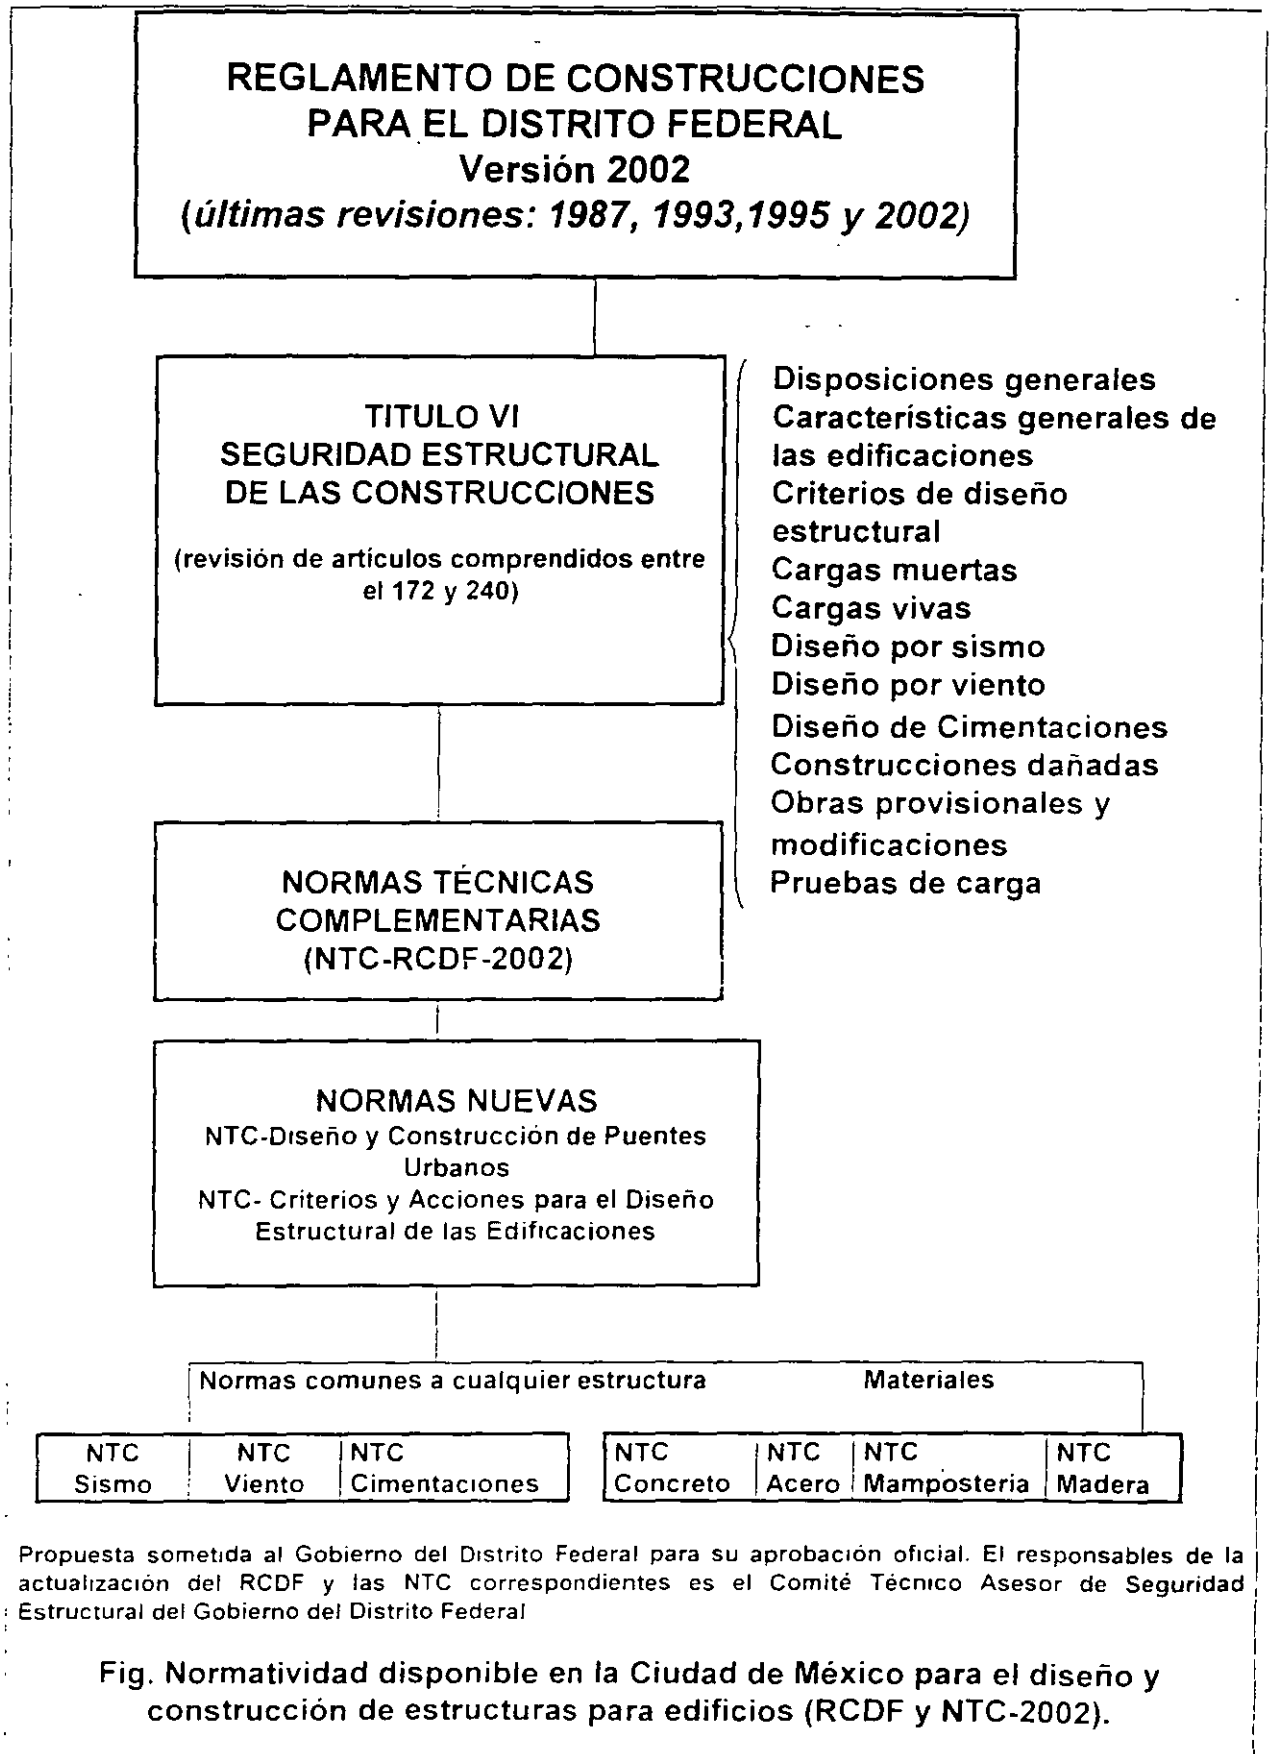 REGLAMENTO DE CONSTRUCCIONES
PARA EL DISTRITO FEDERAL
Versión 2002
(últimas revisiones: 1987, 1993,1995 y 2002)
TITULO VI
SEGURIDAD ESTRUCTURAL
DE LAS CONSTRUCCIONES
(revisión de artículos comprendidos entre
el 172 y 240)
Disposiciones generales
Características generales de
las edificaciones
Criterios de diseño
estructural
Cargas muertas
Cargas vivas
Diseño por sismo
Diseño por viento
Diseño de Cimentaciones
Construcciones dañadas
Obras provisionales y
modificaciones
Pruebas de carga
NORMAS TÉCNICAS
COMPLEMENTARIAS
(NTC-RCDF-2002)
NORMAS NUEVAS
NTC-Diseño y Construcción de Puentes
Urbanos
NTC- Criterios y Acciones para el Diseño
Estructural de las Edificaciones
Normas comunes a cualquier estructura
Materiales
NTC
Sismo
NTC
Viento
NTC
Cimentaciones
NTC
Concreto
NTC
Acero
NTC
Mampostería
NTC
Madera
Propuesta sometida al Gobierno del Distrito Federal para su aprobación oficial. El responsables de la
actualización del RCDF y las NTC correspondientes es el Comité Técnico Asesor de Seguridad
Estructural del Gobierno del Distrito Federal
Fig. Normatividad disponible en la Ciudad de México para el diseño y
construcción de estructuras para edificios (RCDF y NTC-2002).